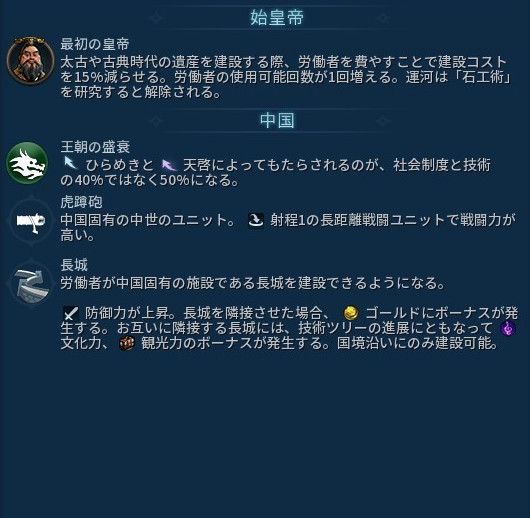 始皇帝
最初の皇帝
太古や古典時代の遺産を建設する際、労働者を費やすことで建設コスト
を15%減らせる。労働者の使用可能回数が1回増える。運河は「石工術」
を研究すると解除される。
中国
王朝の盛衰
ひらめきと 天啓によってもたらされるのが、社会制度と技術
の40%ではなく50%になる。
虎蹲砲
中国固有の中世のユニット。 射程1の長距離戦闘ユニットで戦闘力が
高い。
長城
労働者が中国固有の施設である長城を建設できるようになる。
防御力が上昇。長城を隣接させた場合、 ゴールドにボーナスが発
生する。お互いに隣接する長城には、技術ツリーの進展にともなって
文化力、 観光力のボーナスが発生する。国境沿いにのみ建設可能。